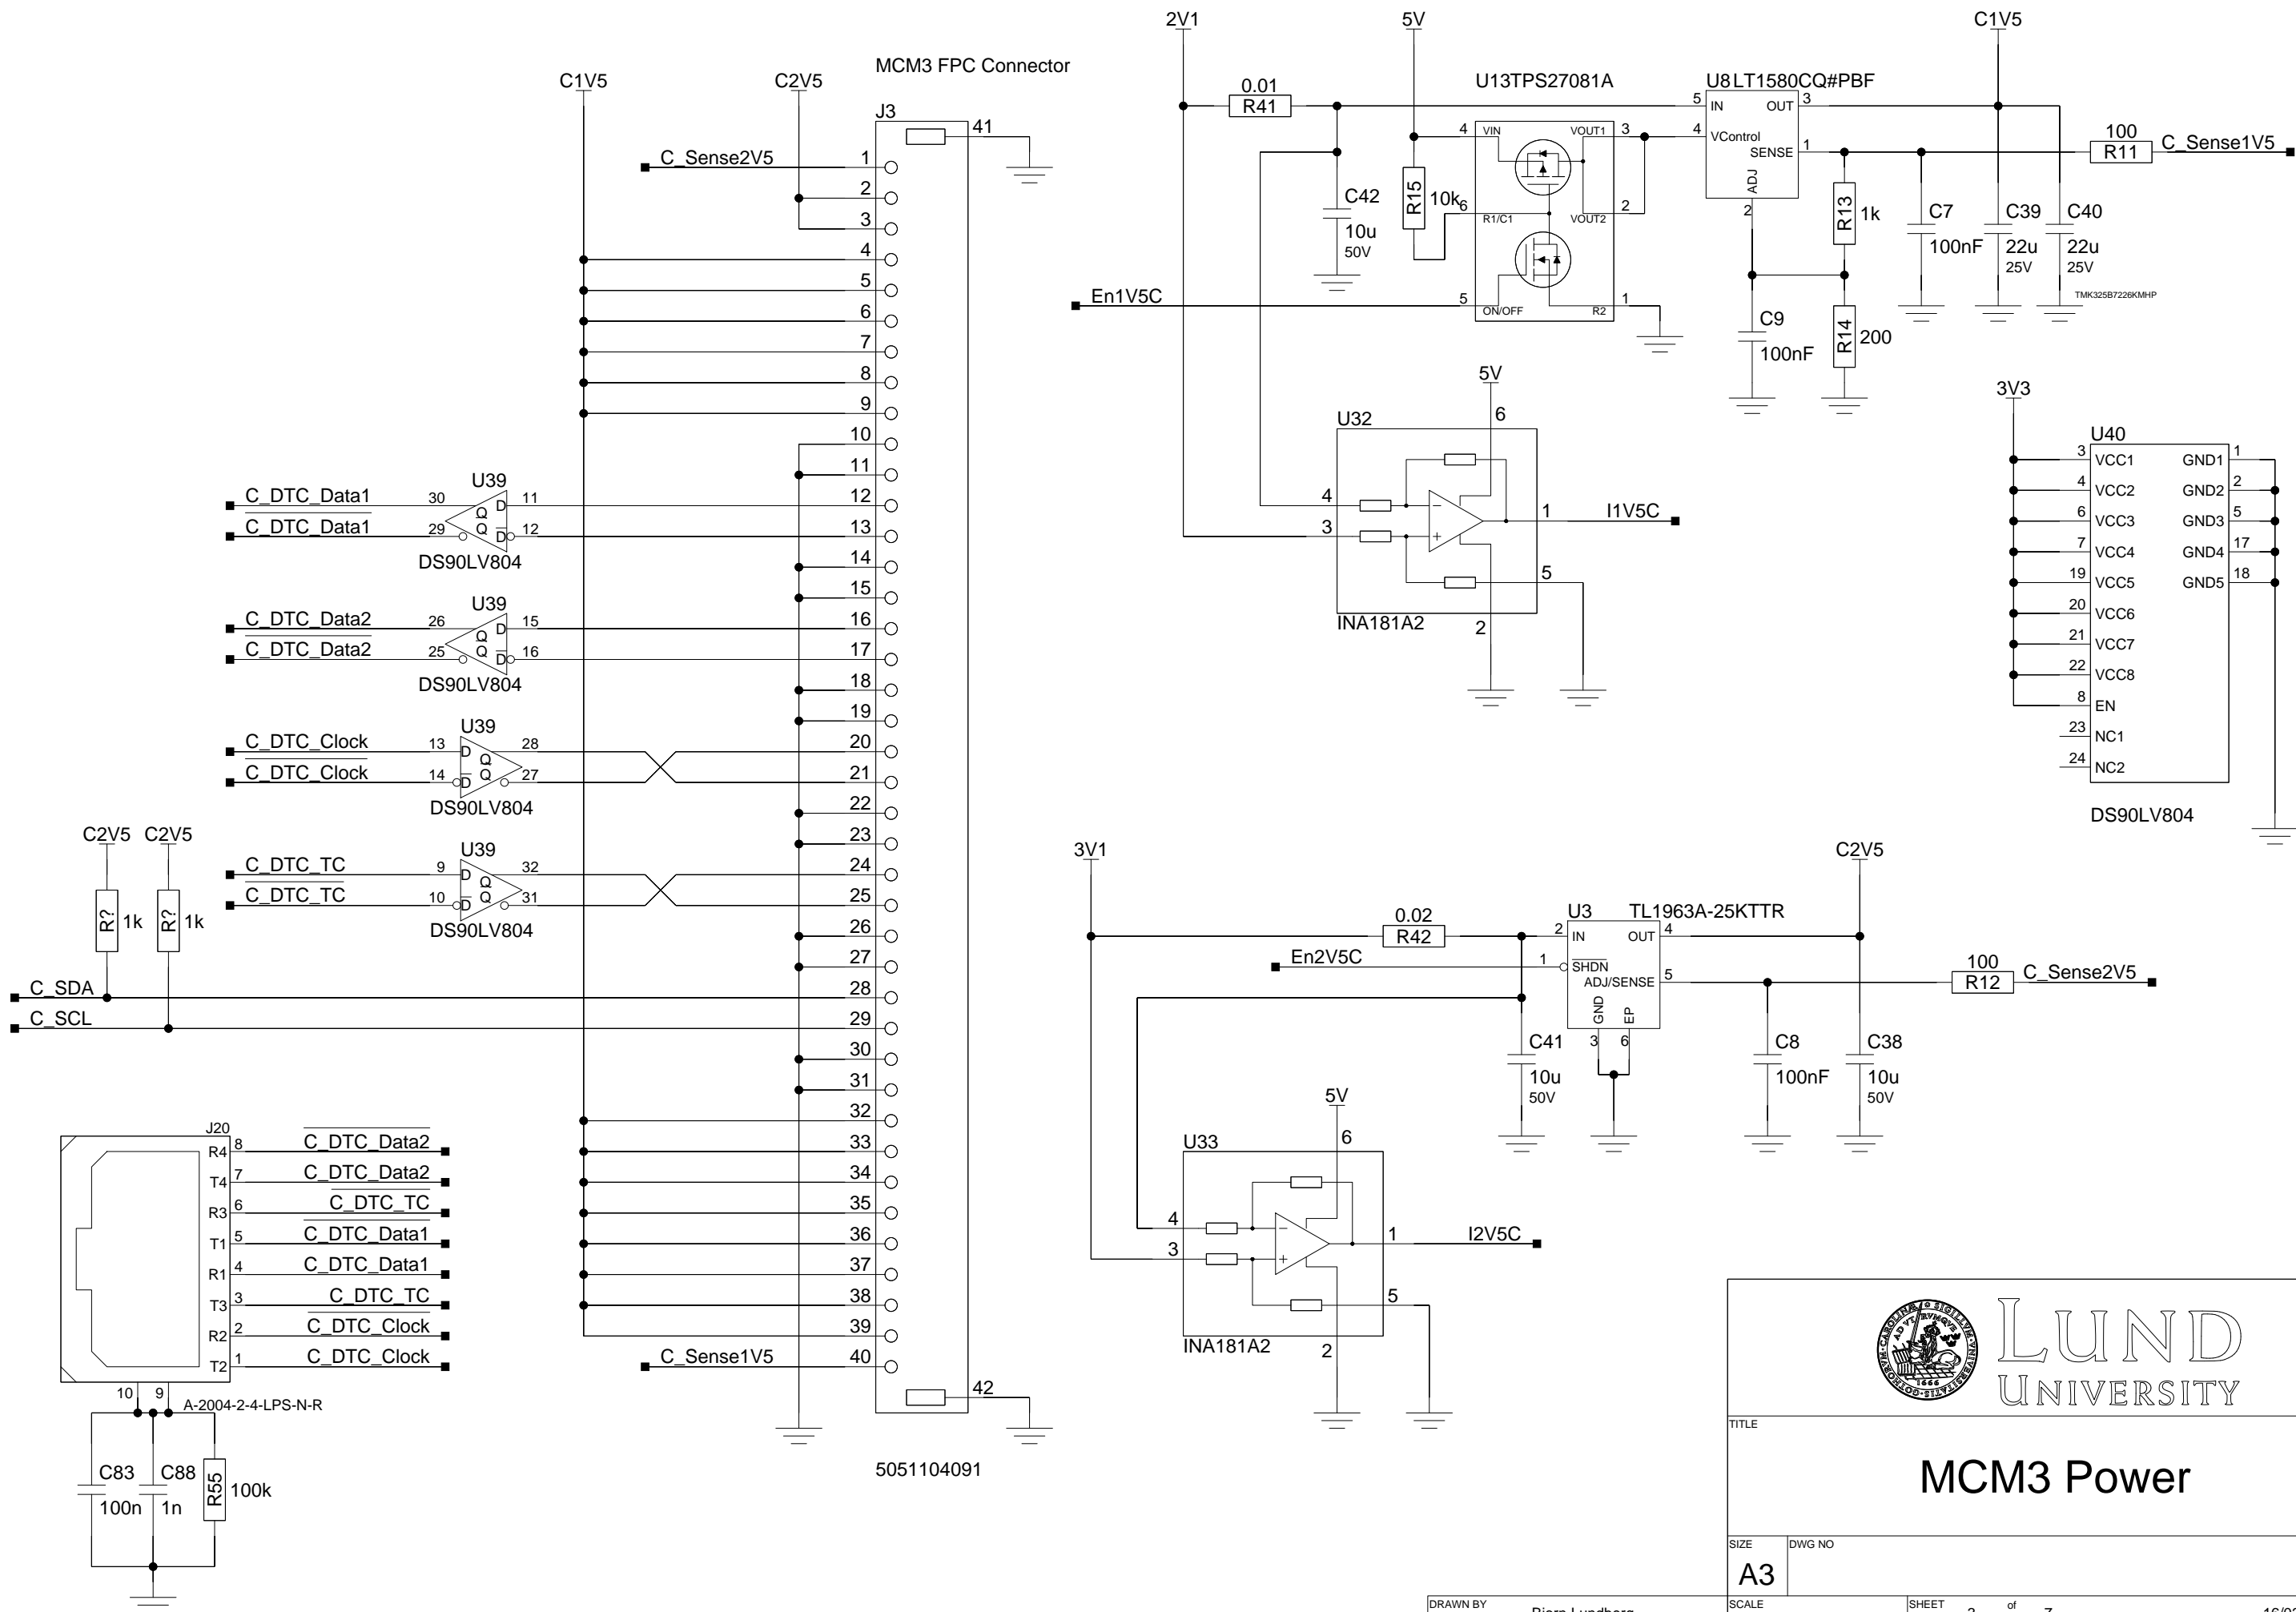 MCM3 FPC Connector
J3
C1V5
C2V5
C_Sense2V5
41
1
2
3
4
5
6
7
8
9
10
11
12
13
14
15
16
17
18
19
20
21
22
23
24
25
26
27
28
29
30
31
32
33
34
35
36
37
38
39
40
42
C_Sense1V5
5051104091
U39
C_DTC_Data1 30 Q D 11
C_DTC_Data1 29 Q D 12
DS90LV804
U39
C_DTC_Data2 26 Q D 15
C_DTC_Data2 25 Q D 16
DS90LV804
U39
C_DTC_Clock 13 D Q 28
C_DTC_Clock 14 D Q 27
DS90LV804
U39
C_DTC_TC 9 D Q 32
C_DTC_TC 10 D Q 31
DS90LV804
C2V5 C2V5
R? 1k R? 1k
C_SDA
C_SCL
J20
R4 8 C_DTC_Data2
T4 7 C_DTC_Data2
R3 6 C_DTC_TC
T1 5 C_DTC_Data1
R1 4 C_DTC_Data1
T3 3 C_DTC_TC
R2 2 C_DTC_Clock
T2 1 C_DTC_Clock
10 9
A-2004-2-4-LPS-N-R
C83 C88 R55
100n 1n 100k
2V1
5V
C1V5
0.01
R41
U13TPS27081A
U8LT1580CQ#PBF
5 IN OUT 3
4 VControl
SENSE 1
ADJ
2
4 VIN VOUT1 3
6 R1/C1 VOUT2 2
5 ON/OFF R2 1
R15 10k
C42
10u
50V
En1V5C
100
R11
C_Sense1V5
R13 1k
C7
100nF
C39
22u
25V
C40
22u
25V
TMK325B7226KMHP
C9
100nF
R14 200
5V
6
U32
4 −
3 +
1 I1V5C
5
2
INA181A2
3V3
U40
3 VCC1 GND1 1
4 VCC2 GND2 2
6 VCC3 GND3 5
7 VCC4 GND4 17
19 VCC5 GND5 18
20 VCC6
21 VCC7
22 VCC8
8 EN
23 NC1
24 NC2
DS90LV804
3V1
C2V5
0.02
R42
U3 TL1963A-25KTTR
2 IN OUT 4
En2V5C 1 SHDN
ADJ/SENSE 5
GND EP
3 6
100
R12
C_Sense2V5
C41
10u
50V
C8
100nF
C38
10u
50V
5V
6
U33
4 −
3 +
1 I2V5C
5
2
INA181A2
1666
LUND
UNIVERSITY
TITLE
MCM3 Power
SIZE
A3
DWG NO
DRAWN BY
SCALE
SHEET
of